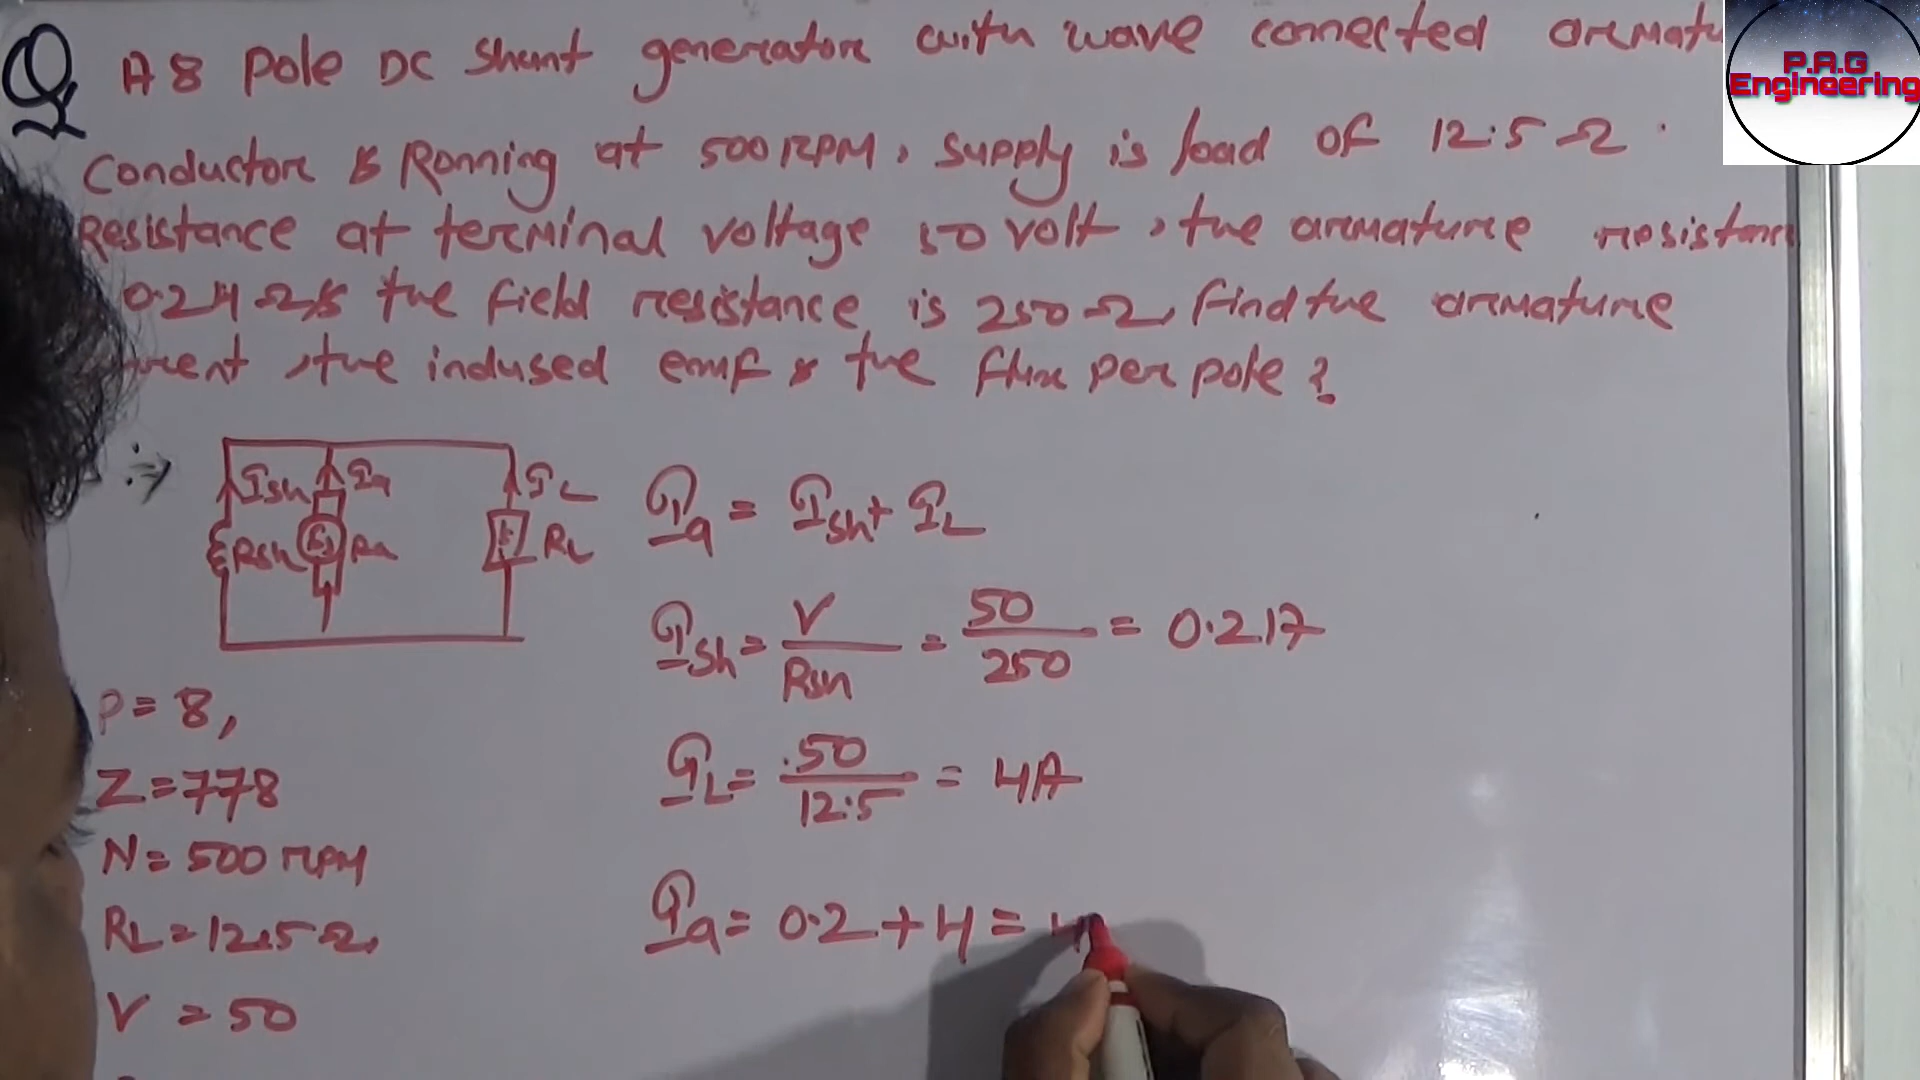 Q
A 8 Pole DC Shunt generator with wave connected armatu
P.A.G
Engineering
Conductor & Running at 500 RPM, supply is load of 12.5 Ω
Resistance at terminal voltage 50 volt, the armature resistance
0.24 Ω & the field resistance is 250 Ω, find the armature
rrent, the indused emf & the flux per pole?
Ish Ia IL
Rsh Eg Ra RL
Ia = Ish + IL
Ish = V/Rsh = 50/250 = 0.217
P = 8,
IL = 50/12.5 = 4A
Z = 778
N = 500 rpm
Ia = 0.2 + 4 = 4
RL = 12.5 Ω,
V = 50